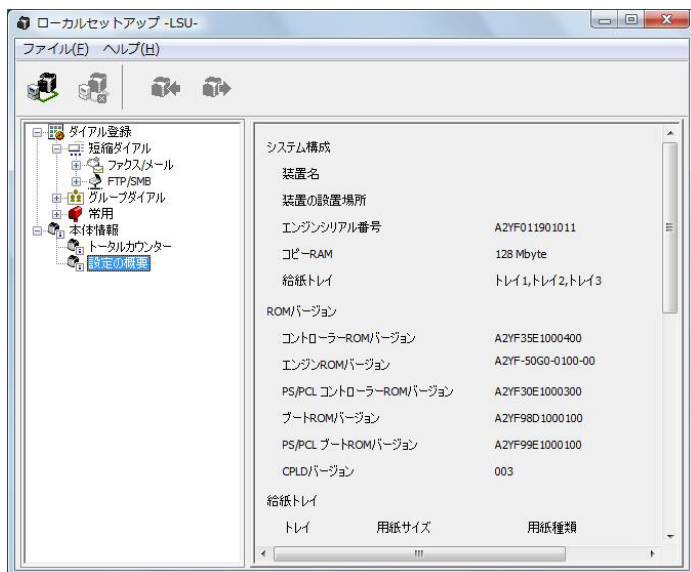 ローカルセットアップ -LSU-
ファイル(F) ヘルプ(H)
ダイアル登録
短縮ダイアル
ファクス/メール
FTP/SMB
グループダイアル
常用
本体情報
トータルカウンター
設定の概要
システム構成
装置名
装置の設置場所
エンジンシリアル番号 A2YF011901011
コピーRAM 128 Mbyte
給紙トレイ トレイ1,トレイ2,トレイ3
ROMバージョン
コントローラーROMバージョン A2YF35E1000400
エンジンROMバージョン A2YF-50G0-0100-00
PS/PCL コントローラーROMバージョン A2YF30E1000300
ブートROMバージョン A2YF98D1000100
PS/PCL ブートROMバージョン A2YF99E1000100
CPLDバージョン 003
給紙トレイ
トレイ 用紙サイズ 用紙種類